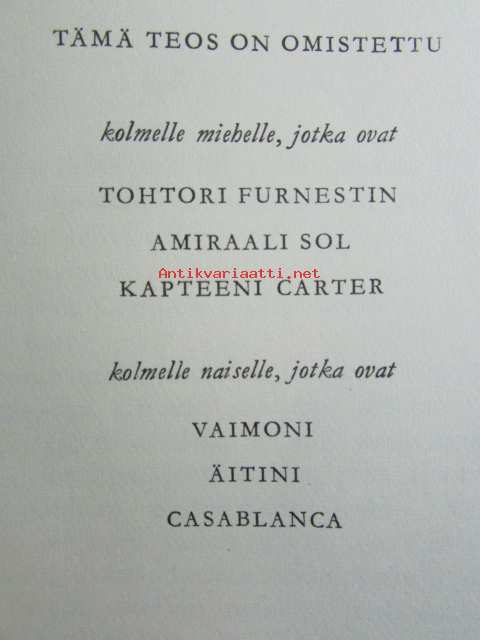 TÄMÄ TEOS ON OMISTETTU
kolmelle miehelle, jotka ovat
TOHTORI FURNESTIN
AMIRAALI SOL
Antikvariaatti.net
KAPTEENI CARTER
kolmelle naiselle, jotka ovat
VAIMONI
ÄITINI
CASABLANCA